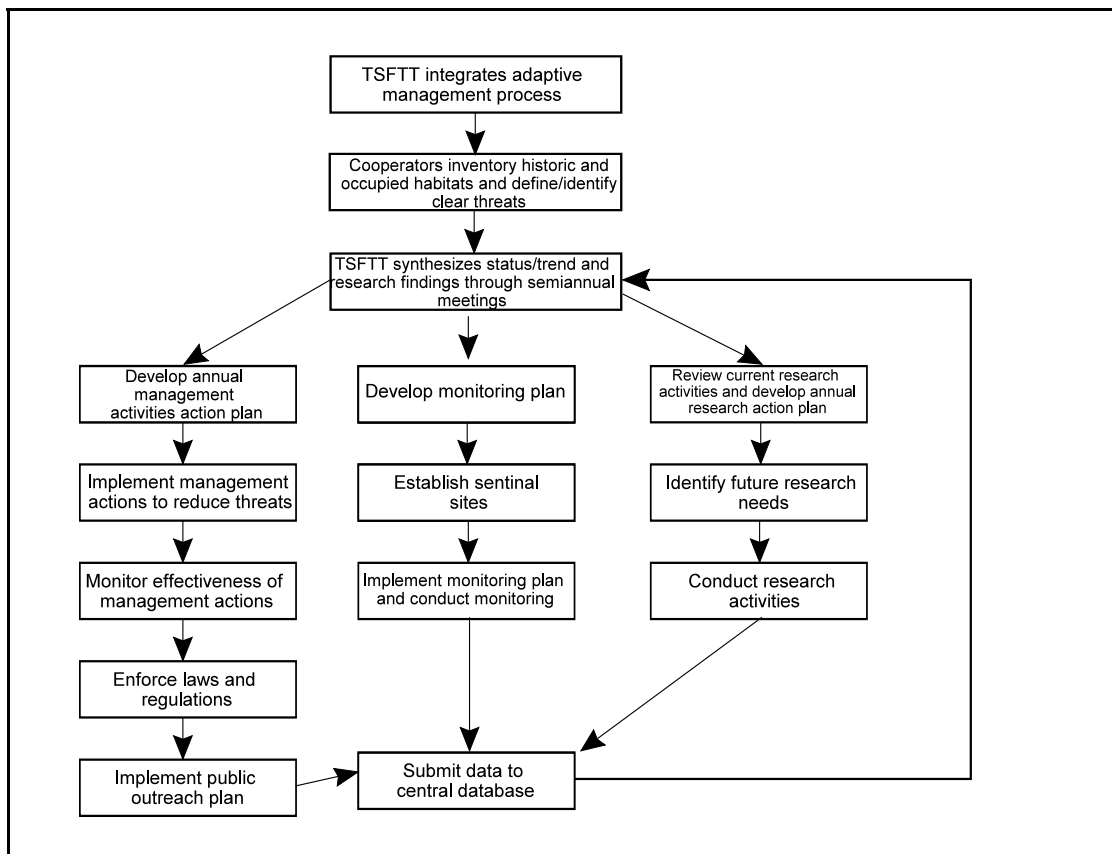 TSFTT integrates adaptive
management process
Cooperators inventory historic and
occupied habitats and define/identify
clear threats
TSFTT synthesizes status/trend and
research findings through semiannual
meetings
Develop annual
management
activities action plan
Implement management
actions to reduce threats
Monitor effectiveness of
management actions
Enforce laws and
regulations
Implement public
outreach plan
Develop monitoring plan
Establish sentinal
sites
Implement monitoring plan
and conduct monitoring
Review current research
activities and develop annual
research action plan
Identify future research
needs
Conduct research
activities
Submit data to
central database